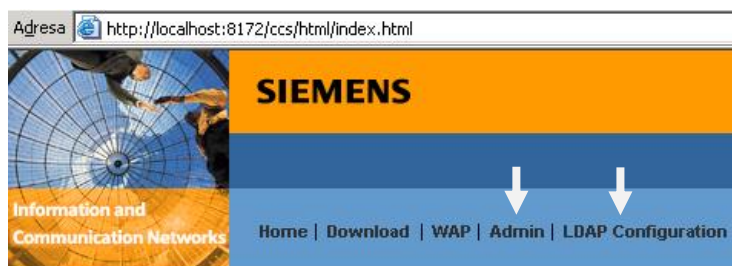 Adresa http://localhost:8172/ccs/html/index.html
SIEMENS
Information and
Communication Networks
Home | Download | WAP | Admin | LDAP Configuration